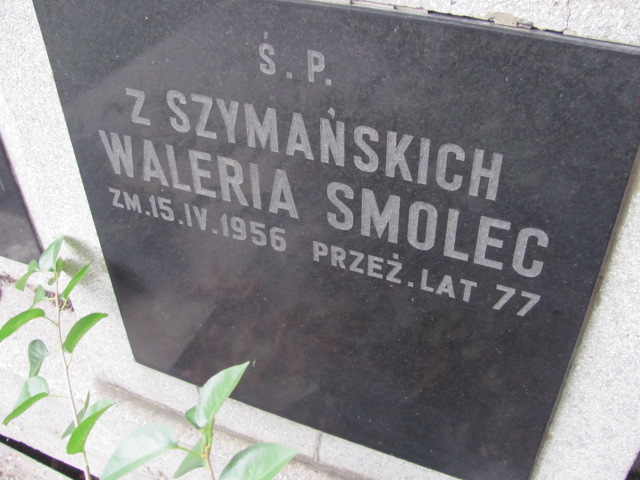 Ś.P.
Z SZYMAŃSKICH
WALERIA SMOLEC
ZM.15.IV.1956 PRZEŻ.LAT 77